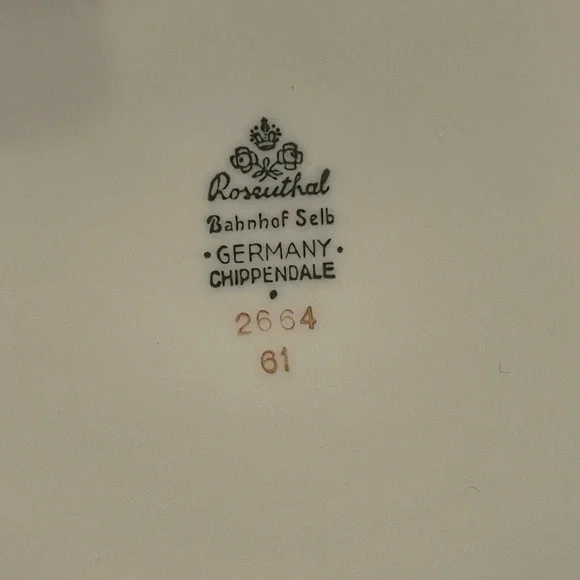 Rosenthal
Bahnhof Selb
• GERMANY •
CHIPPENDALE
•
2664
61